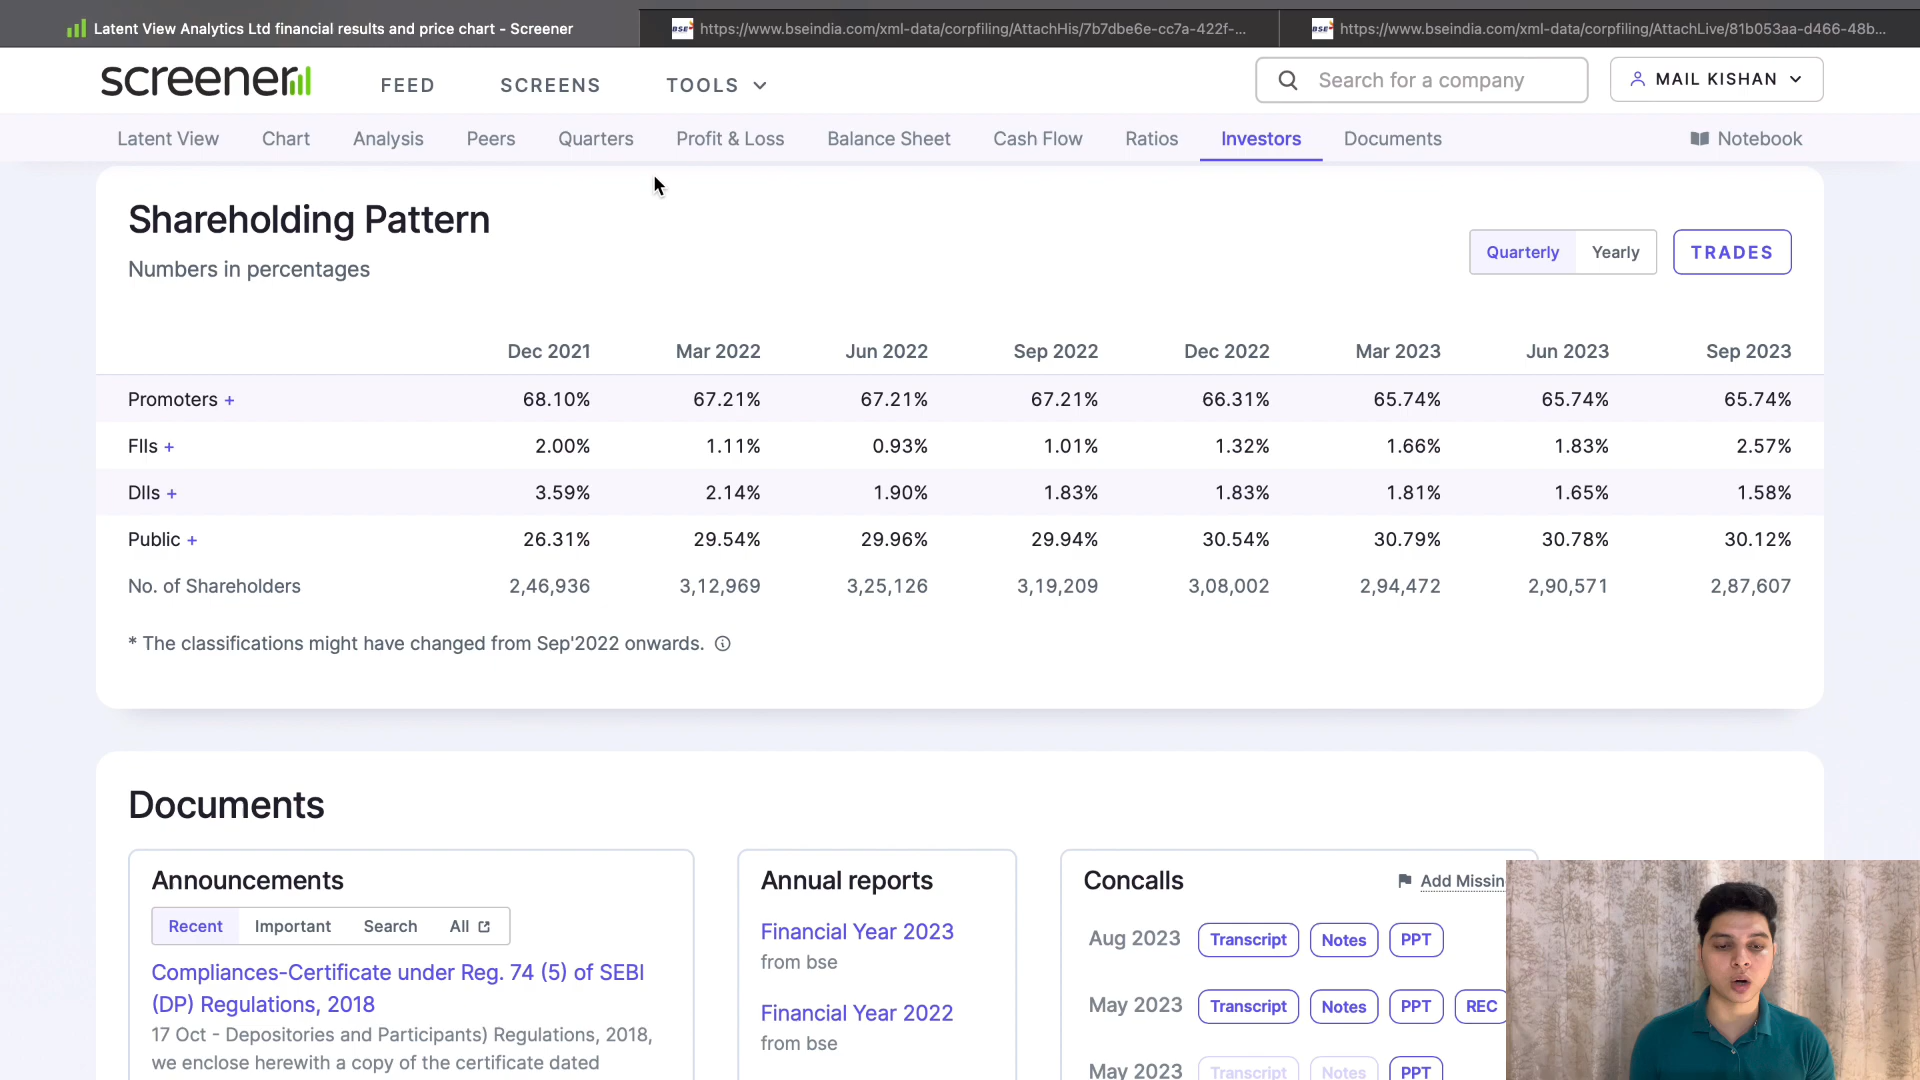 Latent View Analytics Ltd financial results and price chart - Screener
https://www.bseindia.com/xml-data/corpfiling/AttachHis/7b7dbe6e-cc7a-422f-...
https://www.bseindia.com/xml-data/corpfiling/AttachLive/81b053aa-d466-48b...
screener
FEED
SCREENS
TOOLS
Search for a company
MAIL KISHAN
Latent View
Chart
Analysis
Peers
Quarters
Profit & Loss
Balance Sheet
Cash Flow
Ratios
Investors
Documents
Notebook
Shareholding Pattern
Numbers in percentages
Quarterly
Yearly
TRADES
Dec 2021 Mar 2022 Jun 2022 Sep 2022 Dec 2022 Mar 2023 Jun 2023 Sep 2023
Promoters + 68.10% 67.21% 67.21% 67.21% 66.31% 65.74% 65.74% 65.74%
FIIs + 2.00% 1.11% 0.93% 1.01% 1.32% 1.66% 1.83% 2.57%
DIIs + 3.59% 2.14% 1.90% 1.83% 1.83% 1.81% 1.65% 1.58%
Public + 26.31% 29.54% 29.96% 29.94% 30.54% 30.79% 30.78% 30.12%
No. of Shareholders 2,46,936 3,12,969 3,25,126 3,19,209 3,08,002 2,94,472 2,90,571 2,87,607
* The classifications might have changed from Sep'2022 onwards.
Documents
Announcements
Recent
Important
Search
All
Compliances-Certificate under Reg. 74 (5) of SEBI
(DP) Regulations, 2018
17 Oct - Depositories and Participants) Regulations, 2018,
we enclose herewith a copy of the certificate dated
Annual reports
Financial Year 2023
from bse
Financial Year 2022
from bse
Concalls
Add Missin
Aug 2023 Transcript Notes PPT
May 2023 Transcript Notes PPT REC
May 2023 Transcript Notes PPT